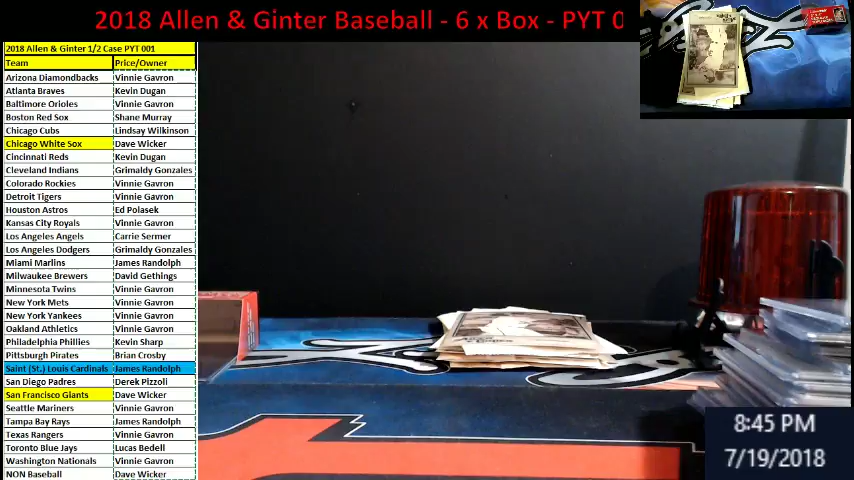 2018 Allen & Ginter Baseball - 6 x Box - PYT 0
2018 Allen & Ginter 1/2 Case PYT 001
Team Price/Owner
Arizona Diamondbacks Vinnie Gavron
Atlanta Braves Kevin Dugan
Baltimore Orioles Vinnie Gavron
Boston Red Sox Shane Murray
Chicago Cubs Lindsay Wilkinson
Chicago White Sox Dave Wicker
Cincinnati Reds Kevin Dugan
Cleveland Indians Grimaldy Gonzales
Colorado Rockies Vinnie Gavron
Detroit Tigers Vinnie Gavron
Houston Astros Ed Polasek
Kansas City Royals Vinnie Gavron
Los Angeles Angels Carrie Sermer
Los Angeles Dodgers Grimaldy Gonzales
Miami Marlins James Randolph
Milwaukee Brewers David Gethings
Minnesota Twins Vinnie Gavron
New York Mets Vinnie Gavron
New York Yankees Vinnie Gavron
Oakland Athletics Vinnie Gavron
Philadelphia Phillies Kevin Sharp
Pittsburgh Pirates Brian Crosby
Saint (St.) Louis Cardinals James Randolph
San Diego Padres Derek Pizzoli
San Francisco Giants Dave Wicker
Seattle Mariners Vinnie Gavron
Tampa Bay Rays James Randolph
Texas Rangers Vinnie Gavron
Toronto Blue Jays Lucas Bedell
Washington Nationals Vinnie Gavron
NON Baseball Dave Wicker
8:45 PM
7/19/2018